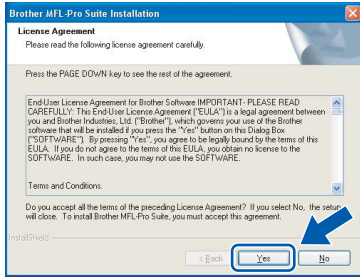 Brother MFL-Pro Suite Installation
License Agreement
Please read the following license agreement carefully.
Press the PAGE DOWN key to see the rest of the agreement.
End-User License Agreement for Brother Software IMPORTANT- PLEASE READ
CAREFULLY: This End-User License Agreement ("EULA") is a legal agreement between
you and Brother Industries, Ltd. ("Brother"), which governs your use of the Brother
software that will be installed if you press the "Yes" button on this Dialog Box
("SOFTWARE"). By pressing "Yes", you agree to be legally bound by the terms of this
EULA. If you do not agree to the terms of this EULA, you obtain no license to the
SOFTWARE. In such case, you may not use the SOFTWARE.
Terms and Conditions.
Do you accept all the terms of the preceding License Agreement? If you select No, the setup
will close. To install Brother MFL-Pro Suite, you must accept this agreement.
InstallShield
< Back Yes No